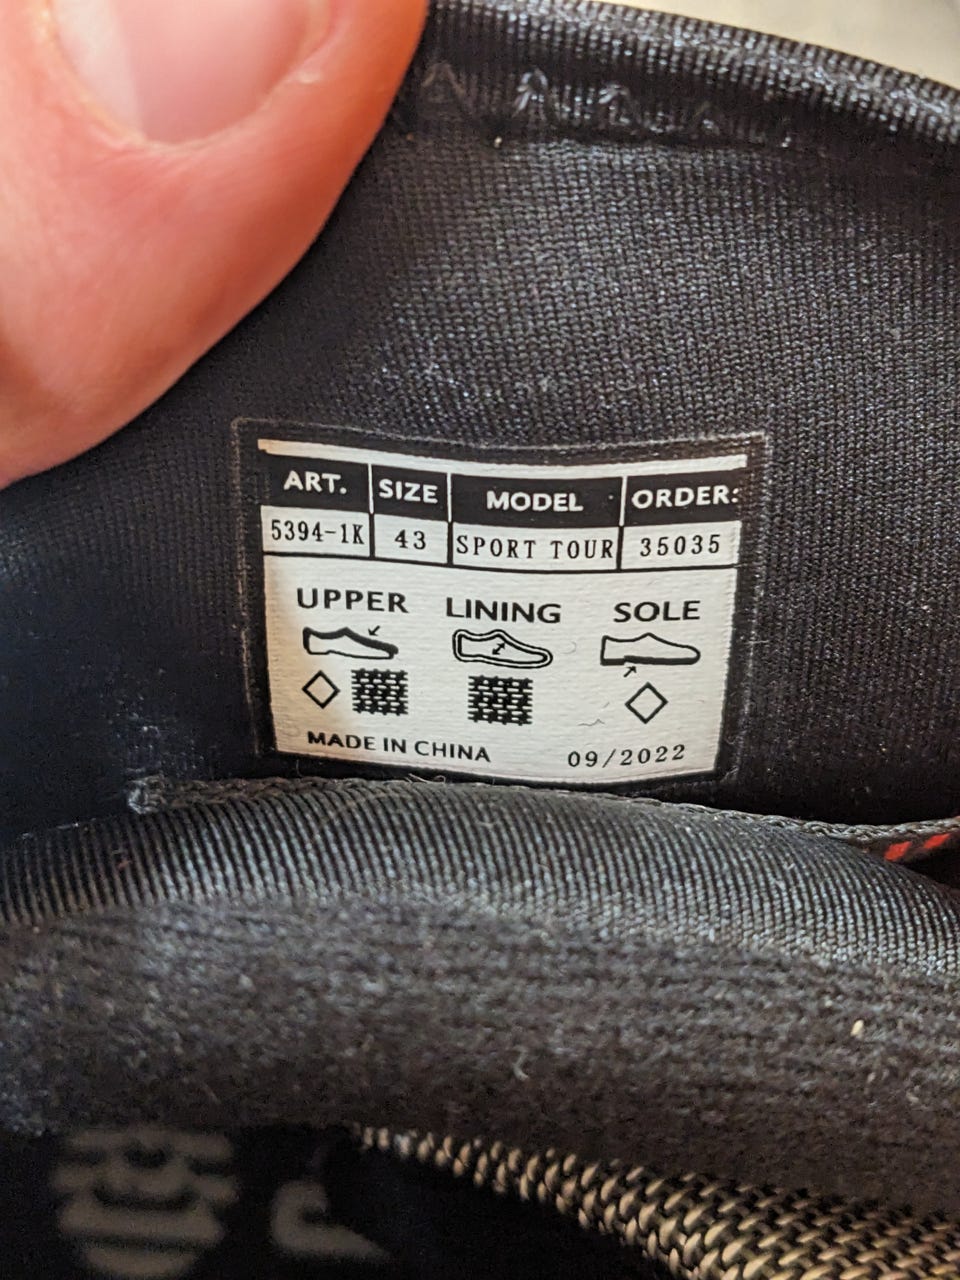 ART. SIZE MODEL ORDER:
5394-1K 43 SPORT TOUR 35035
UPPER LINING SOLE
MADE IN CHINA 09/2022